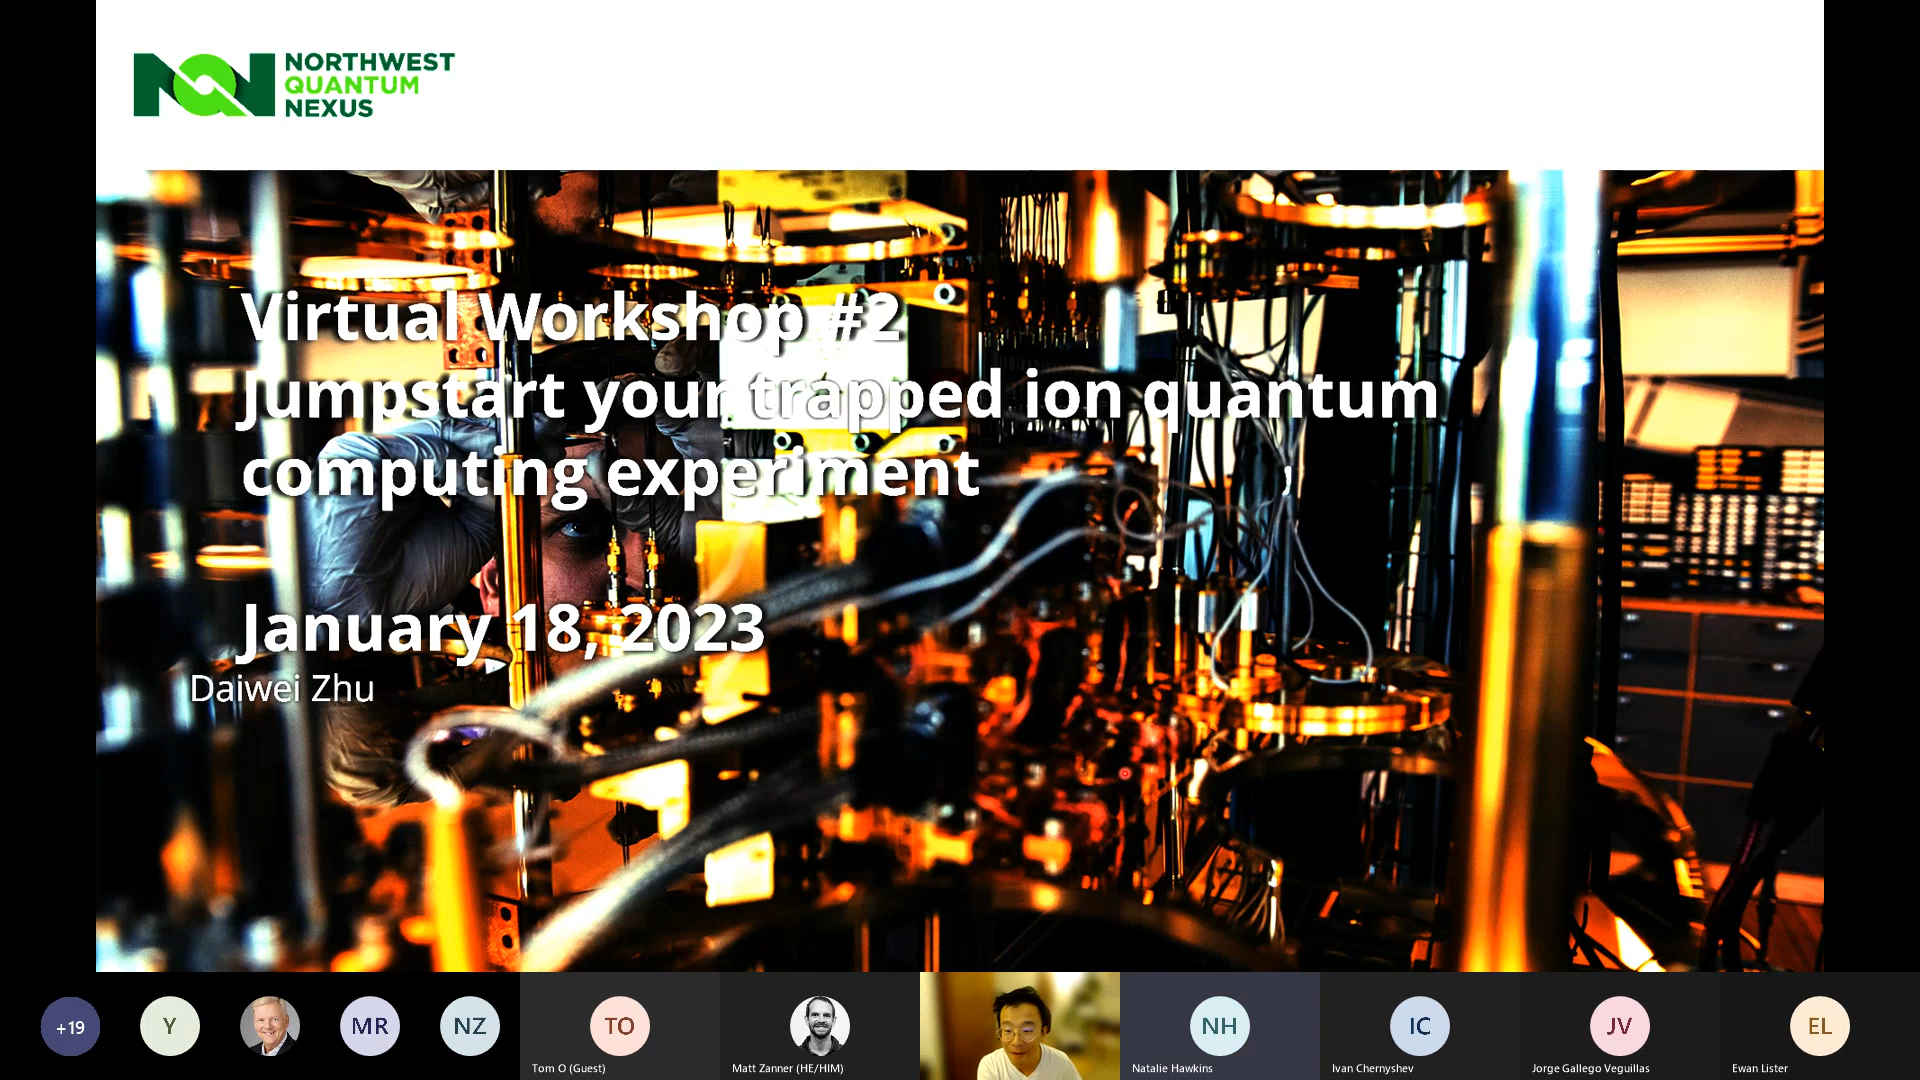 NORTHWEST
QUANTUM
NEXUS
Virtual Workshop #2
Jumpstart your trapped ion quantum
computing experiment
January 18, 2023
Daiwei Zhu
+19
Y
MR
NZ
TO
Tom O (Guest)
Matt Zanner (HE/HIM)
NH
Natalie Hawkins
IC
Ivan Chernyshev
JV
Jorge Gallego Veguillas
EL
Ewan Lister